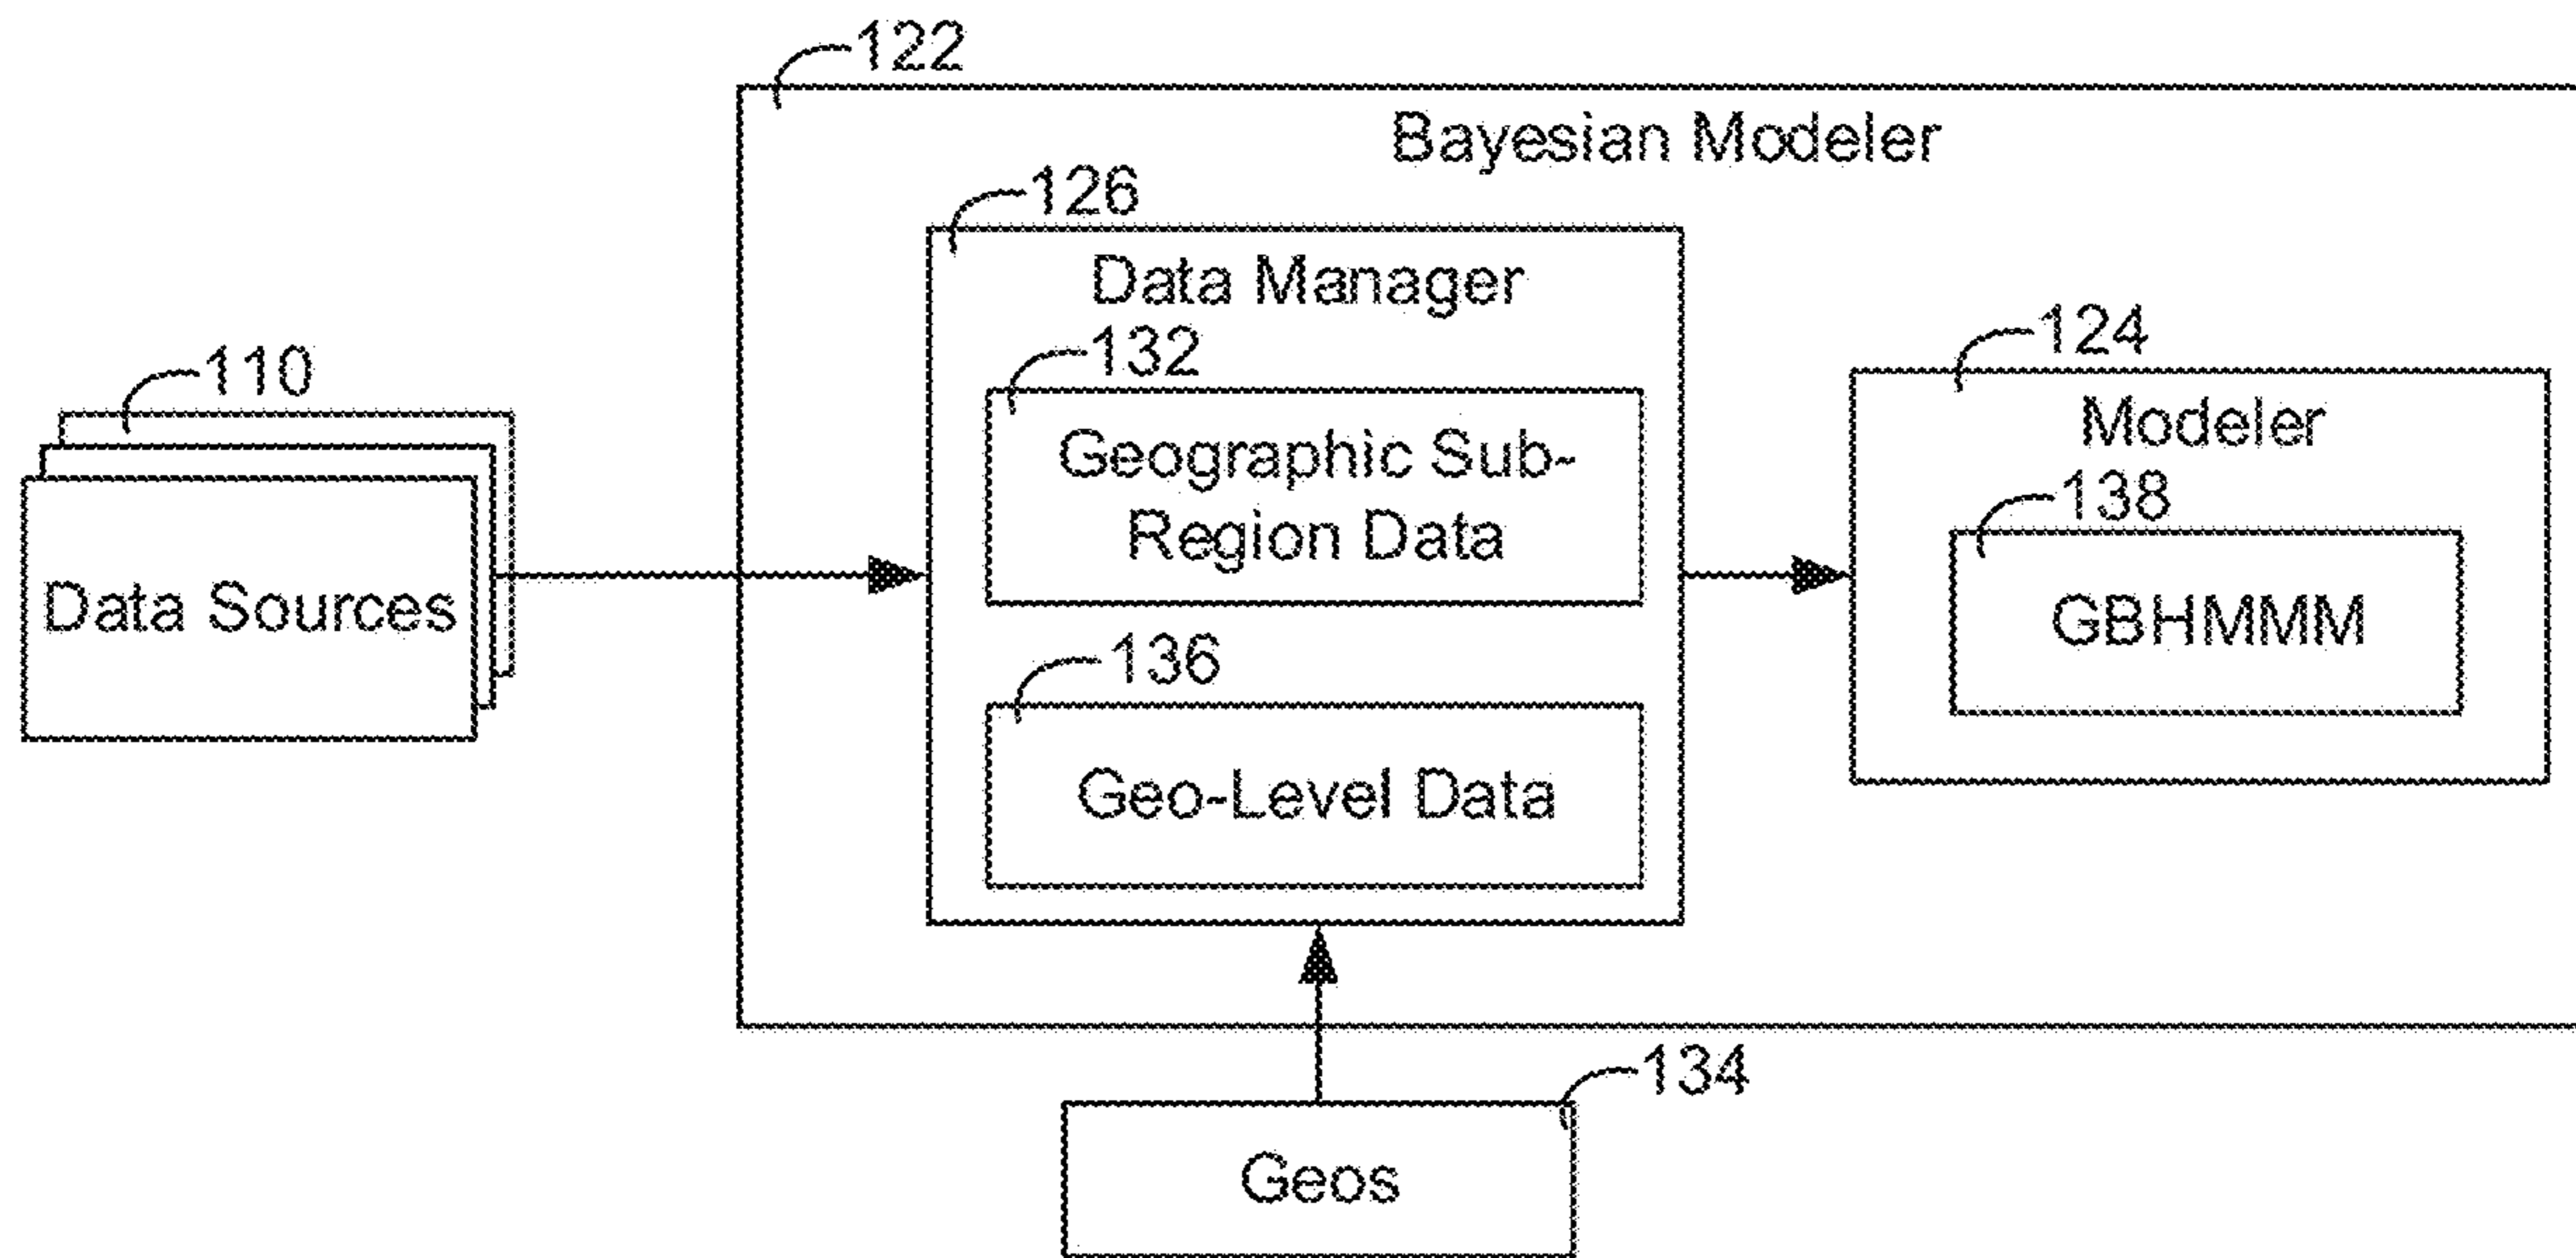 122
Bayesian Modeler
126
Data Manager
132
Geographic Sub-
Region Data
136
Geo-Level Data
110
Data Sources
124
Modeler
138
GBHMMM
134
Geos